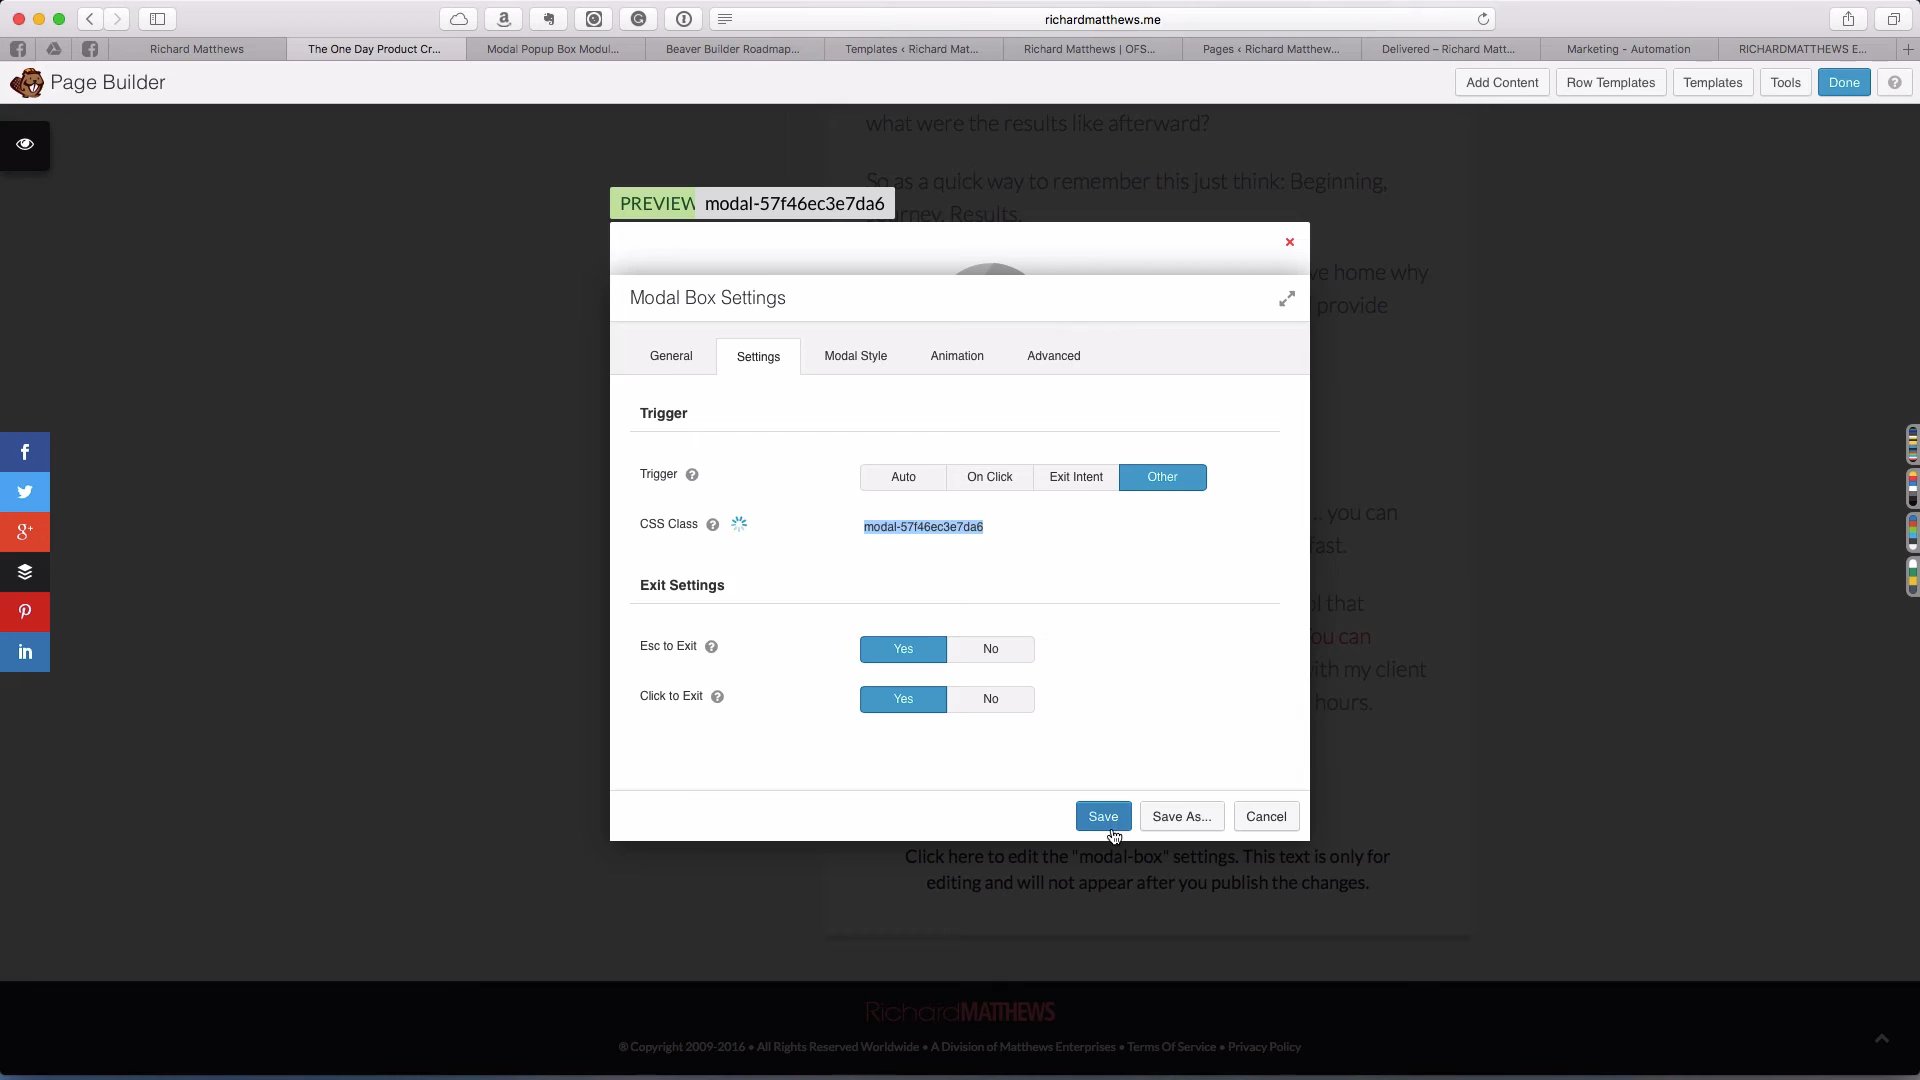 richardmatthews.me
Richard Matthews
The One Day Product Cr...
Modal Popup Box Modul...
Beaver Builder Roadmap...
Templates ‹ Richard Mat...
Richard Matthews | OFS...
Pages ‹ Richard Matthew...
Delivered – Richard Matt...
Marketing - Automation
RICHARDMATTHEWS E...
Page Builder
Add Content
Row Templates
Templates
Tools
Done
what were the results like afterward?
So as a quick way to remember this just think: Beginning,
Journey, Results.
PREVIEW modal-57f46ec3e7da6
ve home why
provide
Modal Box Settings
General
Settings
Modal Style
Animation
Advanced
Trigger
Trigger
Auto
On Click
Exit Intent
Other
CSS Class
modal-57f46ec3e7da6
.. you can
fast.
Exit Settings
l that
ou can
Esc to Exit
Yes
No
ith my client
Click to Exit
Yes
No
hours.
Save
Save As...
Cancel
Click here to edit the "modal-box" settings. This text is only for
editing and will not appear after you publish the changes.
RichardMATTHEWS
® Copyright 2009-2016 • All Rights Reserved Worldwide • A Division of Matthews Enterprises • Terms Of Service • Privacy Policy